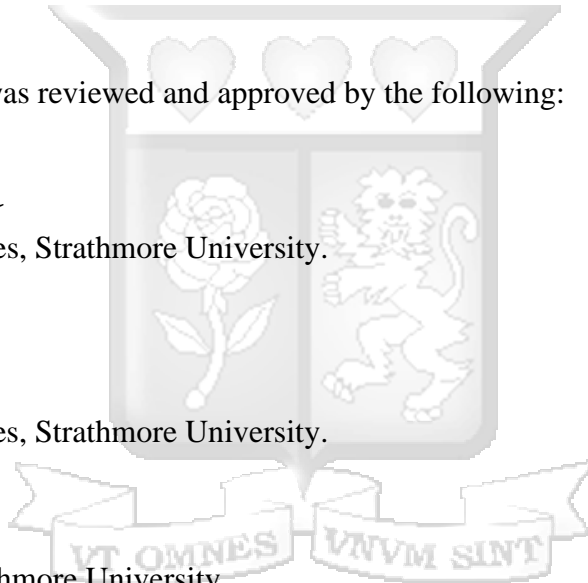 was reviewed and approved by the following:
es, Strathmore University.
es, Strathmore University.
VT OMNES VNVM SINT
hmore University